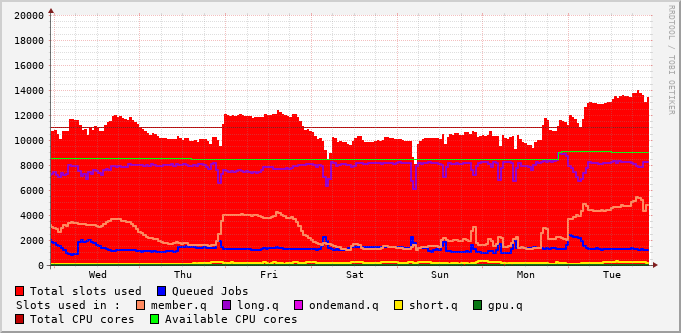 20000
18000
16000
14000
12000
10000
8000
6000
4000
2000
0
Wed Thu Fri Sat Sun Mon Tue
RRDTOOL / TOBI OETIKER
Total slots used Queued Jobs
Slots used in : member.q long.q ondemand.q short.q gpu.q
Total CPU cores Available CPU cores